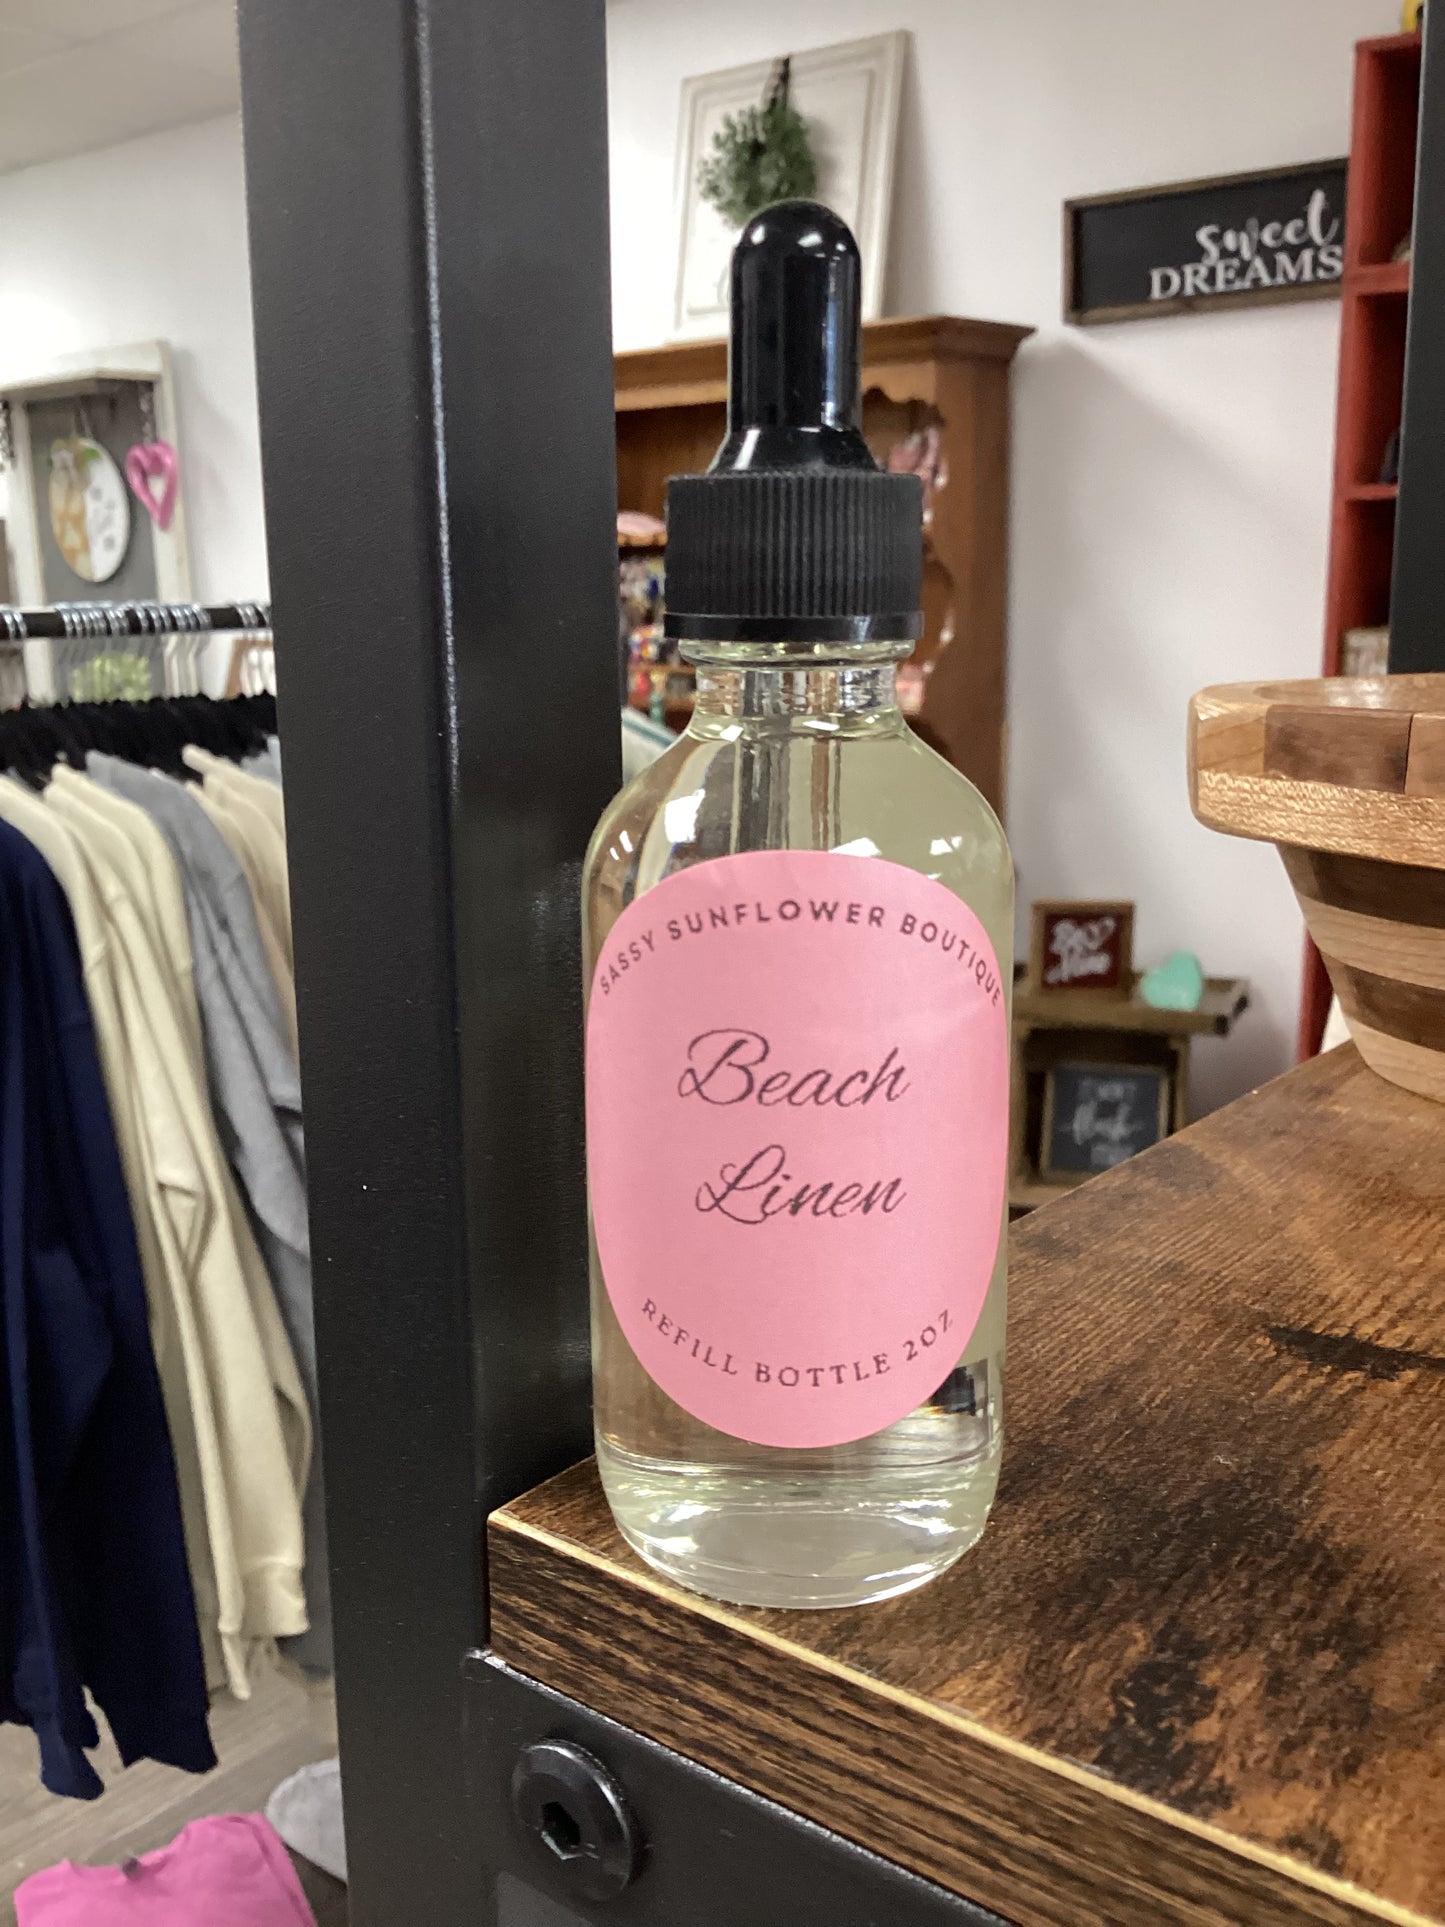 Sweet
DREAMS
SASSY SUNFLOWER BOUTIQUE
Beach
Linen
REFILL BOTTLE 2OZ